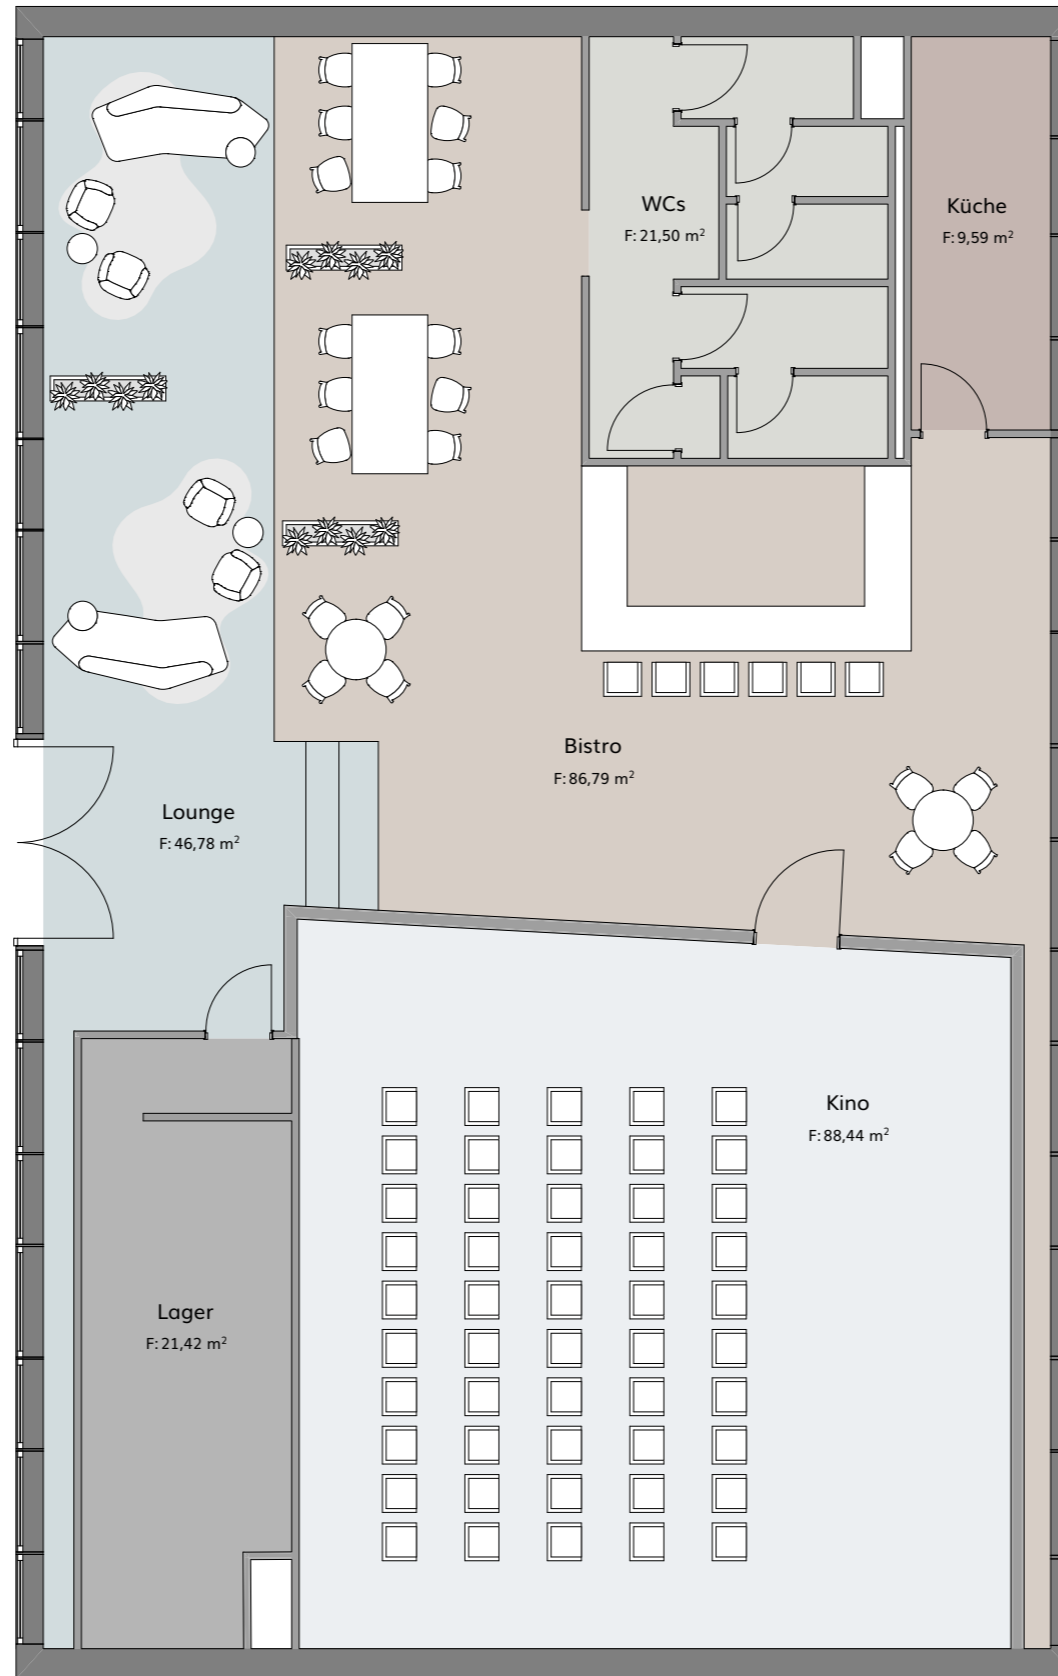 WCs
F: 21,50 m²
Küche
F: 9,59 m²
Bistro
F: 86,79 m²
Lounge
F: 46,78 m²
Kino
F: 88,44 m²
Lager
F: 21,42 m²